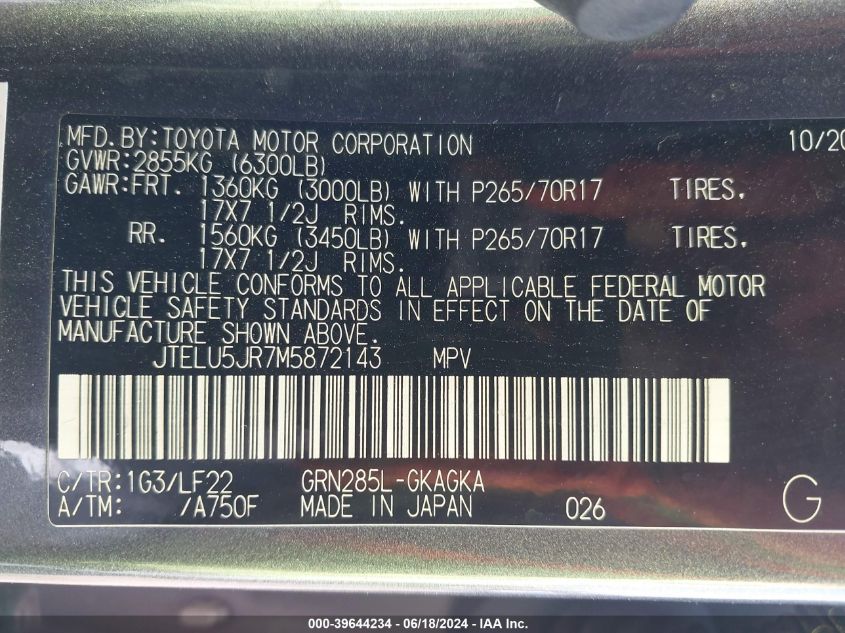 MFD.BY:TOYOTA MOTOR CORPORATION 10/20
GVWR:2855KG (6300LB)
GAWR:FRT. 1360KG (3000LB) WITH P265/70R17 TIRES.
17X7 1/2J RIMS.
RR. 1560KG (3450LB) WITH P265/70R17 TIRES.
17X7 1/2J RIMS.
THIS VEHICLE CONFORMS TO ALL APPLICABLE FEDERAL MOTOR
VEHICLE SAFETY STANDARDS IN EFFECT ON THE DATE OF
MANUFACTURE SHOWN ABOVE.
JTELU5JR7M5872143 MPV
C/TR:1G3/LF22 GRN285L-GKAGKA
A/TM: /A750F MADE IN JAPAN 026 G
000-39644234 - 06/18/2024 - IAA Inc.